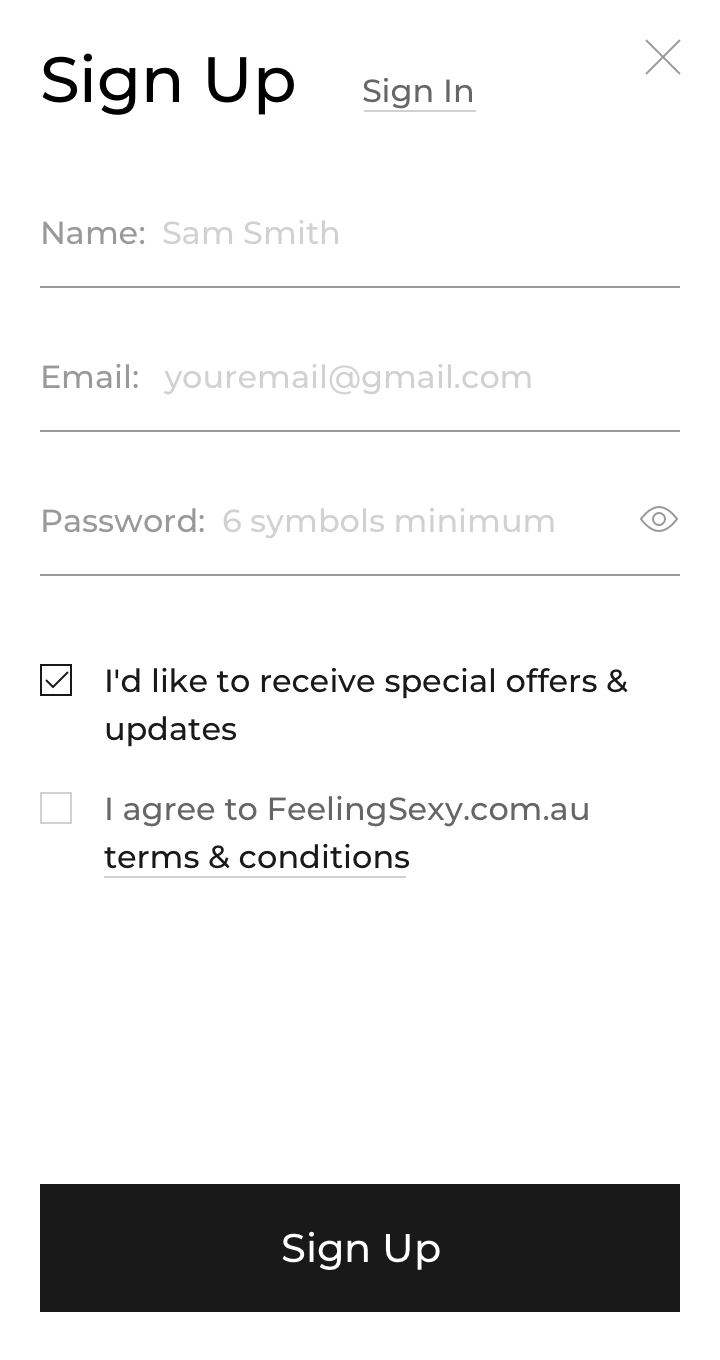 Sign Up Sign In
Name: Sam Smith
Email: youremail@gmail.com
Password: 6 symbols minimum
I'd like to receive special offers &
updates
I agree to FeelingSexy.com.au
terms & conditions
Sign Up